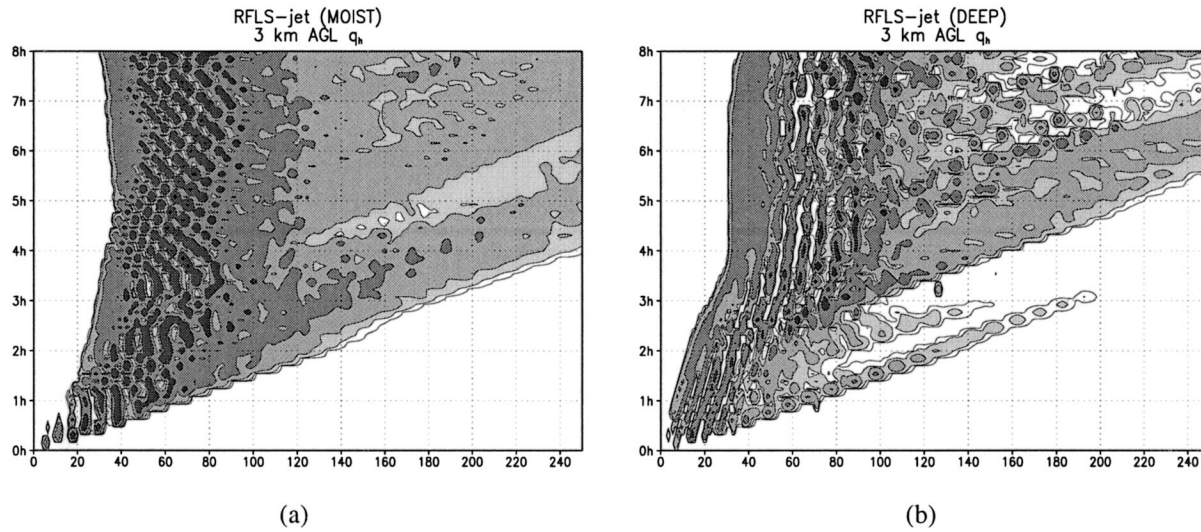 RFLS-jet (MOIST)
3 km AGL qₕ
8h
7h
6h
5h
4h
3h
2h
1h
0h
0 20 40 60 80 100 120 140 160 180 200 220 240
(a)
RFLS-jet (DEEP)
3 km AGL qₕ
8h
7h
6h
5h
4h
3h
2h
1h
0h
0 20 40 60 80 100 120 140 160 180 200 220 240
(b)